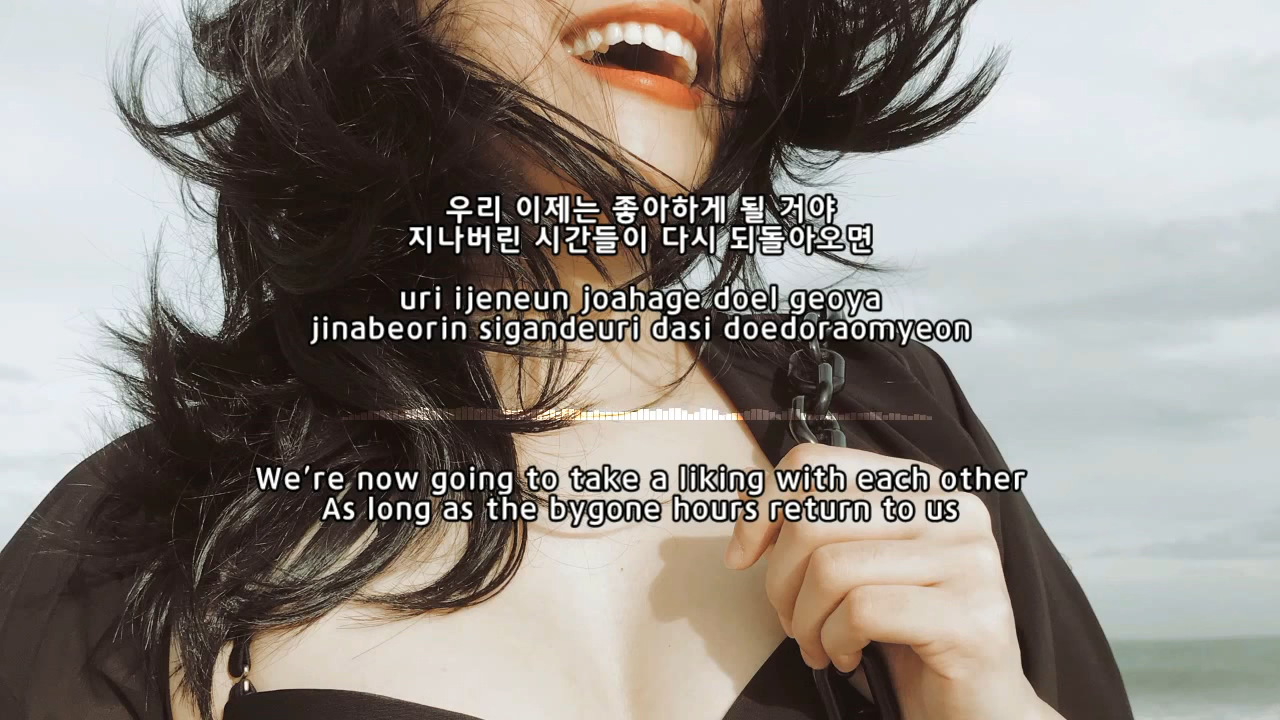 우리 이제는 좋아하게 될 거야
지나버린 시간들이 다시 되돌아오면
uri ijeneun joahage doel geoya
jinabeorin sigandeuri dasi doedoraomyeon
We're now going to take a liking with each other
As long as the bygone hours return to us